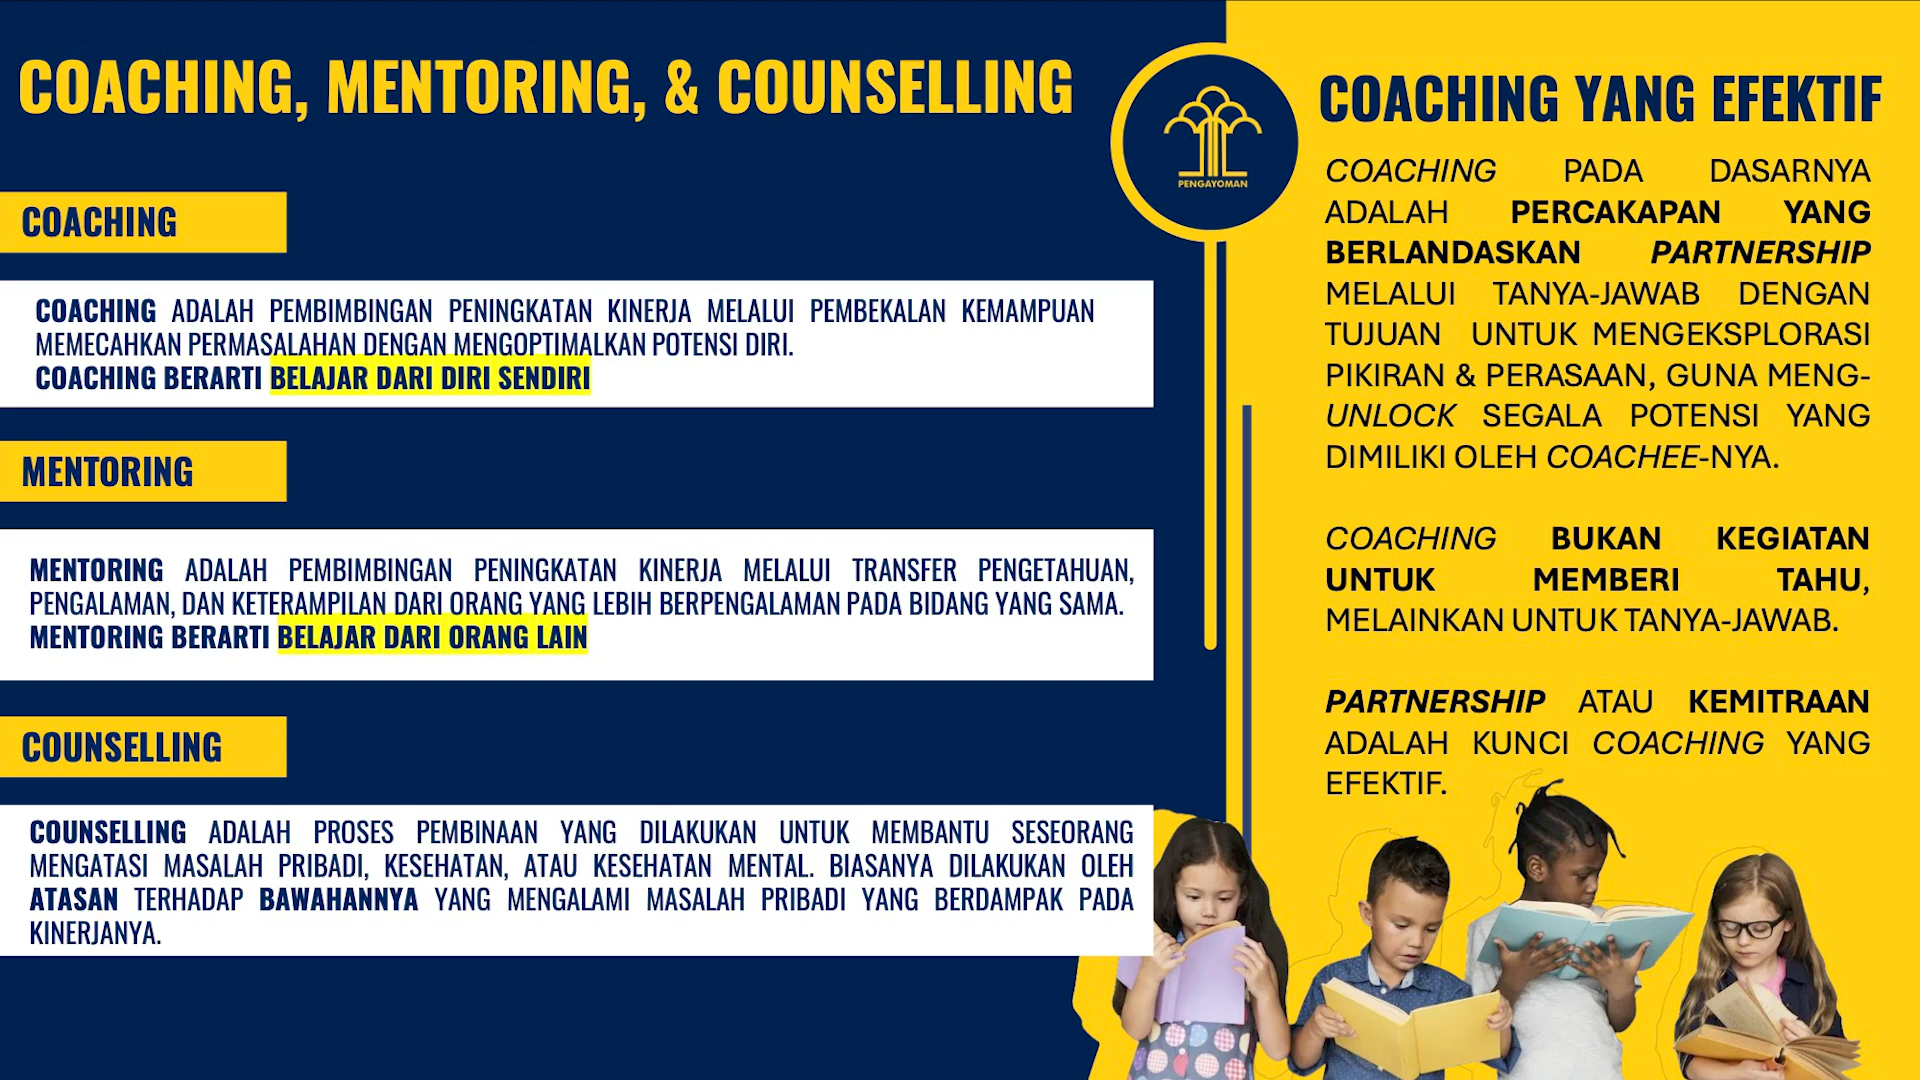 COACHING, MENTORING, & COUNSELLING
COACHING
COACHING ADALAH PEMBIMBINGAN PENINGKATAN KINERJA MELALUI PEMBEKALAN KEMAMPUAN
MEMECAHKAN PERMASALAHAN DENGAN MENGOPTIMALKAN POTENSI DIRI.
COACHING BERARTI BELAJAR DARI DIRI SENDIRI
MENTORING
MENTORING ADALAH PEMBIMBINGAN PENINGKATAN KINERJA MELALUI TRANSFER PENGETAHUAN,
PENGALAMAN, DAN KETERAMPILAN DARI ORANG YANG LEBIH BERPENGALAMAN PADA BIDANG YANG SAMA.
MENTORING BERARTI BELAJAR DARI ORANG LAIN
COUNSELLING
COUNSELLING ADALAH PROSES PEMBINAAN YANG DILAKUKAN UNTUK MEMBANTU SESEORANG
MENGATASI MASALAH PRIBADI, KESEHATAN, ATAU KESEHATAN MENTAL. BIASANYA DILAKUKAN OLEH
ATASAN TERHADAP BAWAHANNYA YANG MENGALAMI MASALAH PRIBADI YANG BERDAMPAK PADA
KINERJANYA.
PENGAYOMAN
COACHING YANG EFEKTIF
COACHING PADA DASARNYA
ADALAH PERCAKAPAN YANG
BERLANDASKAN PARTNERSHIP
MELALUI TANYA-JAWAB DENGAN
TUJUAN UNTUK MENGEKSPLORASI
PIKIRAN & PERASAAN, GUNA MENG-
UNLOCK SEGALA POTENSI YANG
DIMILIKI OLEH COACHEE-NYA.
COACHING BUKAN KEGIATAN
UNTUK MEMBERI TAHU,
MELAINKAN UNTUK TANYA-JAWAB.
PARTNERSHIP ATAU KEMITRAAN
ADALAH KUNCI COACHING YANG
EFEKTIF.